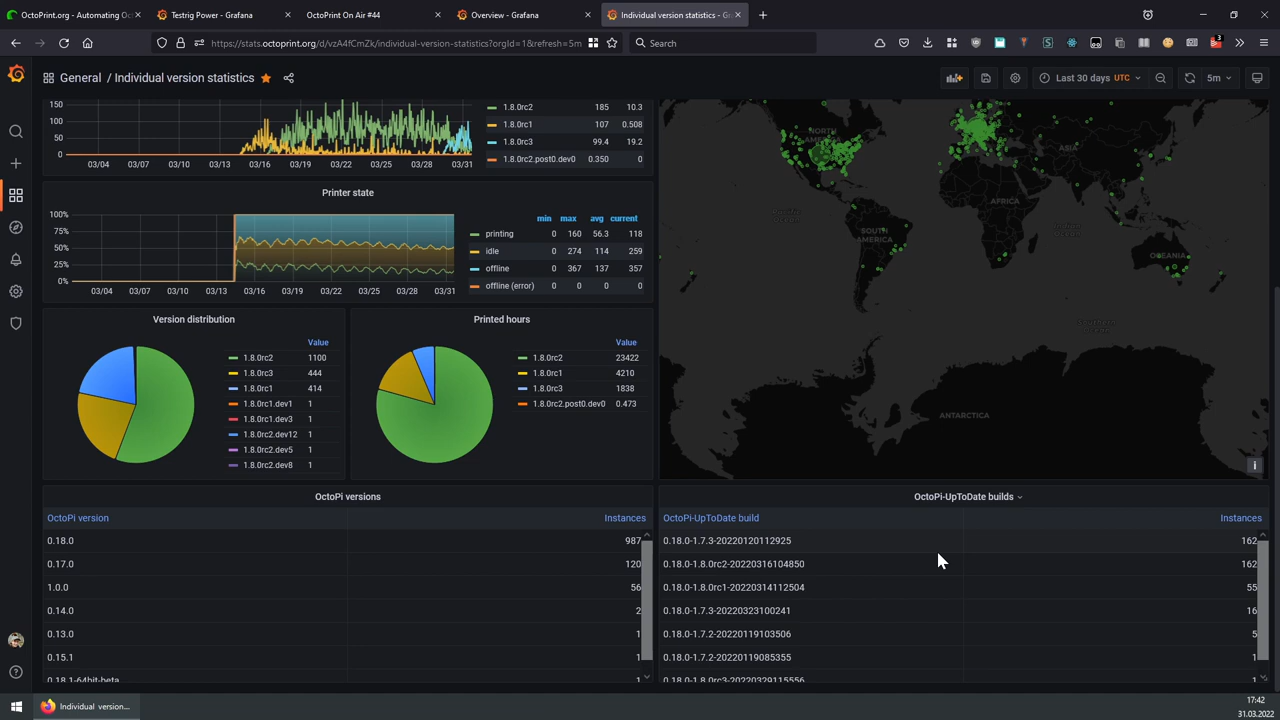 OctoPrint.org - Automating Oc
Testrig Power - Grafana
OctoPrint On Air #44
Overview - Grafana
Individual version statistics - G
https://stats.octoprint.org/d/vzA4fCmZk/individual-version-statistics?orgId=1&refresh=5m
Search
3
General / Individual version statistics
Last 30 days UTC
5m
150
100
50
0
03/04 03/07 03/10 03/13 03/16 03/19 03/22 03/25 03/28 03/31
1.8.0rc2 185 10.3
1.8.0rc1 107 0.508
1.8.0rc3 99.4 19.2
1.8.0rc2.post0.dev0 0.350 0
Printer state
100%
75%
50%
25%
0%
03/04 03/07 03/10 03/13 03/16 03/19 03/22 03/25 03/28 03/31
min max avg current
printing 0 160 56.3 118
idle 0 274 114 259
offline 0 367 137 357
offline (error) 0 0 0 0
NORTH
AMERICA
ASIA
AFRICA
Pacific
Ocean
SOUTH
AMERICA
Indian
Ocean
OCEANIA
Southern
Ocean
ANTARCTICA
i
Version distribution
Value
1.8.0rc2 1100
1.8.0rc3 444
1.8.0rc1 414
1.8.0rc1.dev1 1
1.8.0rc1.dev3 1
1.8.0rc2.dev12 1
1.8.0rc2.dev5 1
1.8.0rc2.dev8 1
Printed hours
Value
1.8.0rc2 23422
1.8.0rc1 4210
1.8.0rc3 1838
1.8.0rc2.post0.dev0 0.473
OctoPi versions
OctoPi version Instances
0.18.0 987
0.17.0 120
1.0.0 56
0.14.0 2
0.13.0 1
0.15.1 1
0.18.1-64bit-beta 1
OctoPi-UpToDate builds
OctoPi-UpToDate build Instances
0.18.0-1.7.3-20220120112925 162
0.18.0-1.8.0rc2-20220316104850 162
0.18.0-1.8.0rc1-20220314112504 55
0.18.0-1.7.3-20220323100241 16
0.18.0-1.7.2-20220119103506 5
0.18.0-1.7.2-20220119085355 1
0.18.0-1.8.0rc3-20220329115556 1
Individual version...
17:42
31.03.2022